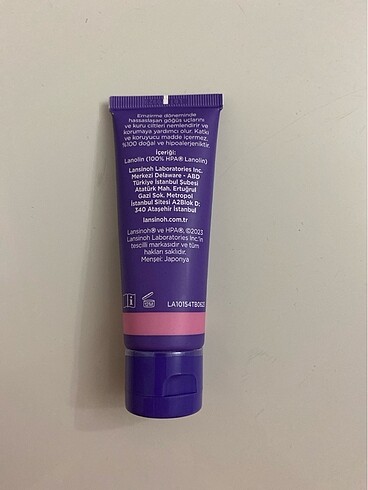 Emzirme döneminde
hassaslaşan göğüs uçlarını
ve kuru ciltleri nemlendirir ve
korumaya yardımcı olur. Katkı
ve koruyucu madde içermez,
%100 doğal ve hipoalerjeniktir.
İçeriği:
Lanolin (100% HPA® Lanolin)
Lansinoh Laboratories Inc.
Merkezi Delaware - ABD
Türkiye İstanbul Şubesi
Atatürk Mah. Ertuğrul
Gazi Sok. Metropol
İstanbul Sitesi A2Blok D:
340 Ataşehir İstanbul
lansinoh.com.tr
Lansinoh® ve HPA®, ©2023
Lansinoh Laboratories Inc.'in
tescilli markasıdır ve tüm
hakları saklıdır.
Menşei: Japonya
LA10154TB0623